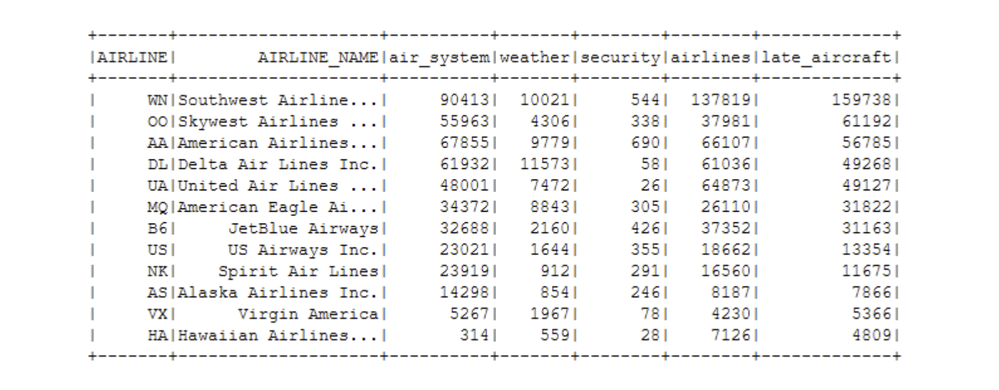 +-------+--------------------+----------+-------+--------+--------+-------------+
|AIRLINE|        AIRLINE_NAME|air_system|weather|security|airlines|late_aircraft|
+-------+--------------------+----------+-------+--------+--------+-------------+
|     WN|Southwest Airline...|     90413|  10021|     544|  137819|       159738|
|     OO|Skywest Airlines ...|     55963|   4306|     338|   37981|        61192|
|     AA|American Airlines...|     67855|   9779|     690|   66107|        56785|
|     DL|Delta Air Lines Inc.|     61932|  11573|      58|   61036|        49268|
|     UA|United Air Lines ...|     48001|   7472|      26|   64873|        49127|
|     MQ|American Eagle Ai...|     34372|   8843|     305|   26110|        31822|
|     B6|     JetBlue Airways|     32688|   2160|     426|   37352|        31163|
|     US|     US Airways Inc.|     23021|   1644|     355|   18662|        13354|
|     NK|    Spirit Air Lines|     23919|    912|     291|   16560|        11675|
|     AS|Alaska Airlines Inc.|     14298|    854|     246|    8187|         7866|
|     VX|      Virgin America|      5267|   1967|      78|    4230|         5366|
|     HA|Hawaiian Airlines...|       314|    559|      28|    7126|         4809|
+-------+--------------------+----------+-------+--------+--------+-------------+